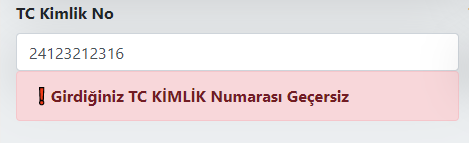 TC Kimlik No
24123212316
❗Girdiğiniz TC KİMLİK Numarası Geçersiz